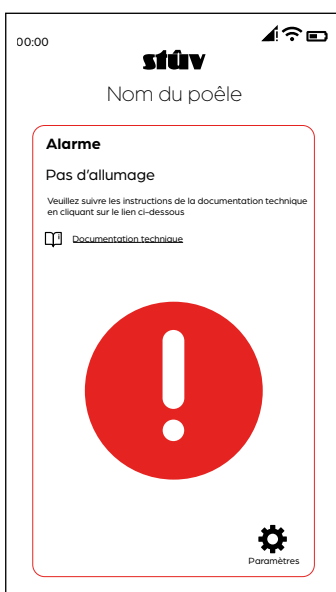 00:00
stûv
Nom du poêle
Alarme
Pas d'allumage
Veuillez suivre les instructions de la documentation technique
en cliquant sur le lien ci-dessous
Documentation technique
Paramètres